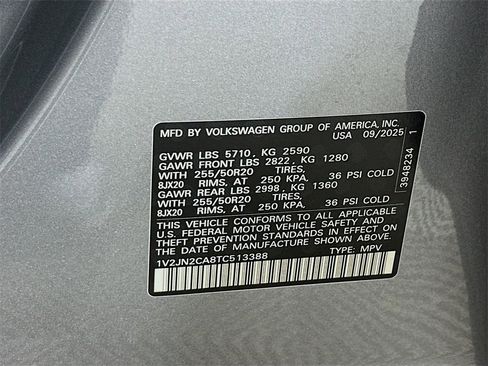 MFD BY VOLKSWAGEN GROUP OF AMERICA, INC.
USA 09/2025
GVWR LBS 5710, KG 2590
GAWR FRONT LBS 2822, KG 1280
WITH 255/50R20 TIRES,
8JX20 RIMS, AT 250 KPA. 36 PSI COLD
GAWR REAR LBS 2998, KG 1360
WITH 255/50R20 TIRES,
8JX20 RIMS, AT 250 KPA. 36 PSI COLD
THIS VEHICLE CONFORMS TO ALL APPLICABLE
U.S. FEDERAL MOTOR VEHICLE SAFETY AND
THEFT PREVENTION STANDARDS IN EFFECT ON
THE DATE OF MANUFACTURE SHOWN ABOVE.
1V2JN2CA8TC513388 TYPE: MPV
3948234 1